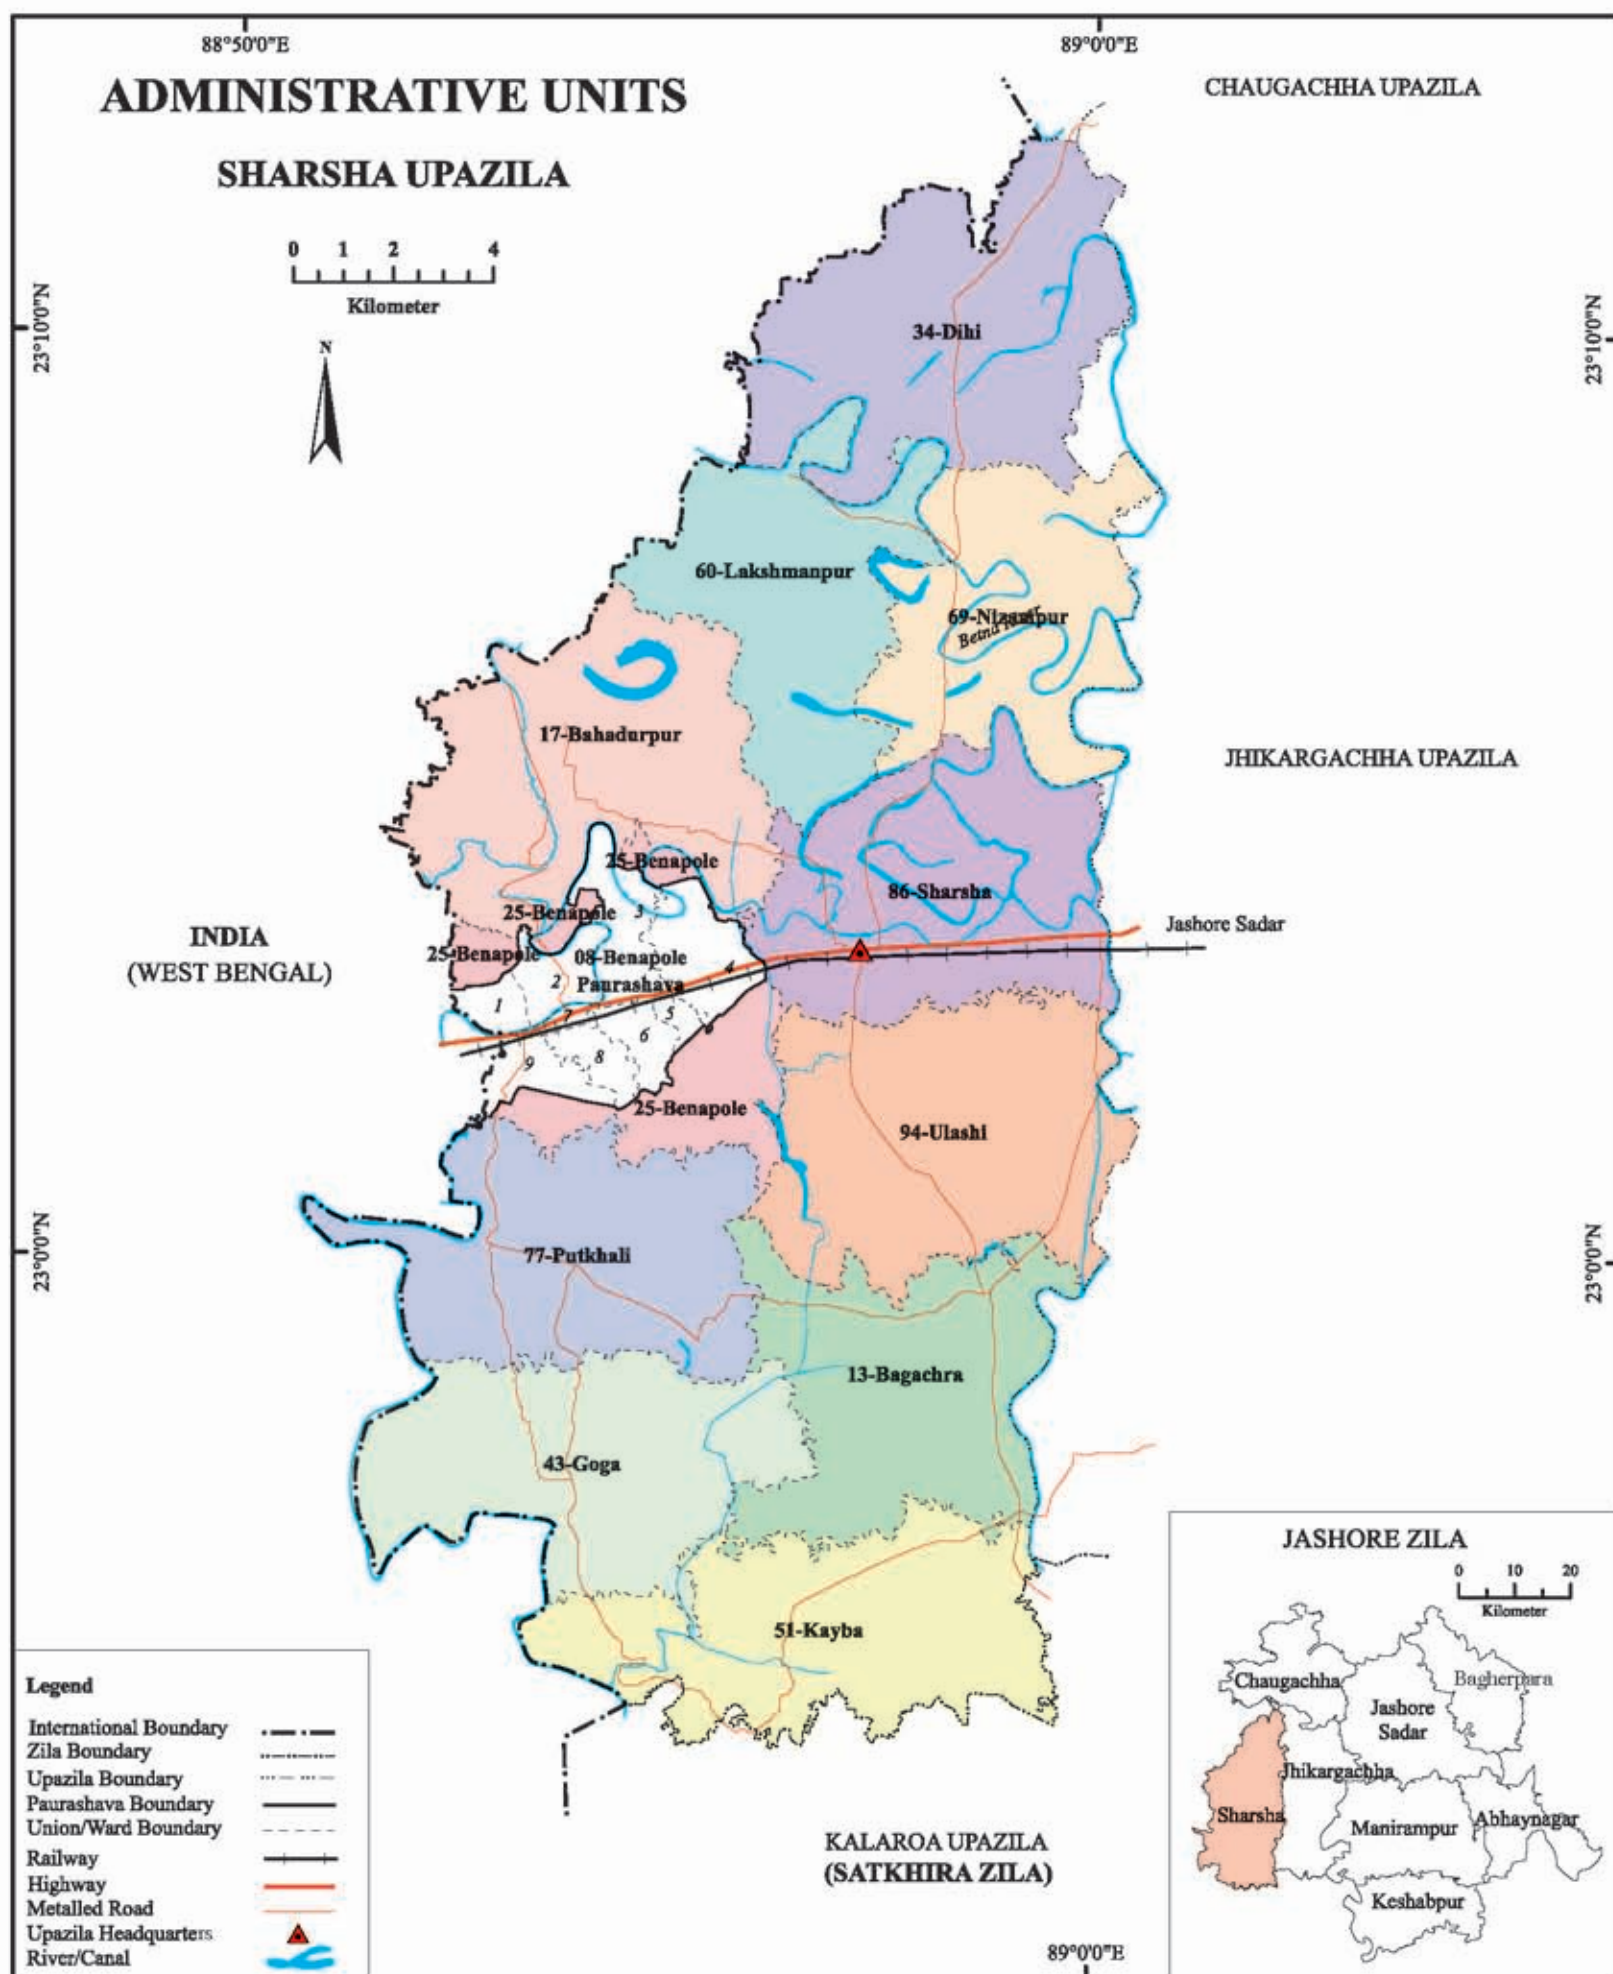 88°50'0"E
89°0'0"E
ADMINISTRATIVE UNITS
SHARSHA UPAZILA
CHAUGACHHA UPAZILA
0 1 2 4
Kilometer
N
23°10'0"N
23°10'0"N
34-Dihi
60-Lakshmanpur
69-Nizampur
Betna River
17-Bahadurpur
JHIKARGACHHA UPAZILA
25-Benapole
86-Sharsha
25-Benapole
3
Jashore Sadar
INDIA
(WEST BENGAL)
25-Benapole
08-Benapole
Paurashava
4
2
1
7
5
6
8
9
25-Benapole
94-Ulashi
23°0'0"N
23°0'0"N
77-Putkhali
13-Bagachra
43-Goga
51-Kayba
KALAROA UPAZILA
(SATKHIRA ZILA)
89°0'0"E
Legend
International Boundary
Zila Boundary
Upazila Boundary
Paurashava Boundary
Union/Ward Boundary
Railway
Highway
Metalled Road
Upazila Headquarters
River/Canal
JASHORE ZILA
0 10 20
Kilometer
Chaugachha
Bagherpara
Jashore
Sadar
Jhikargachha
Sharsha
Manirampur
Abhaynagar
Keshabpur